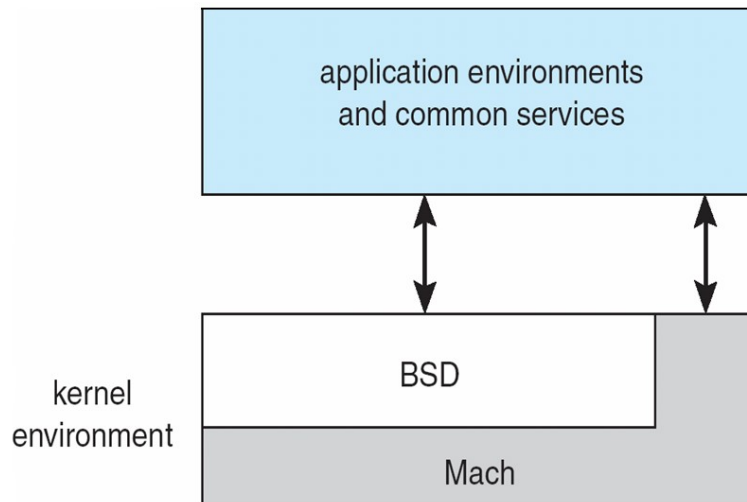 application environments
and common services
BSD
kernel
environment
Mach